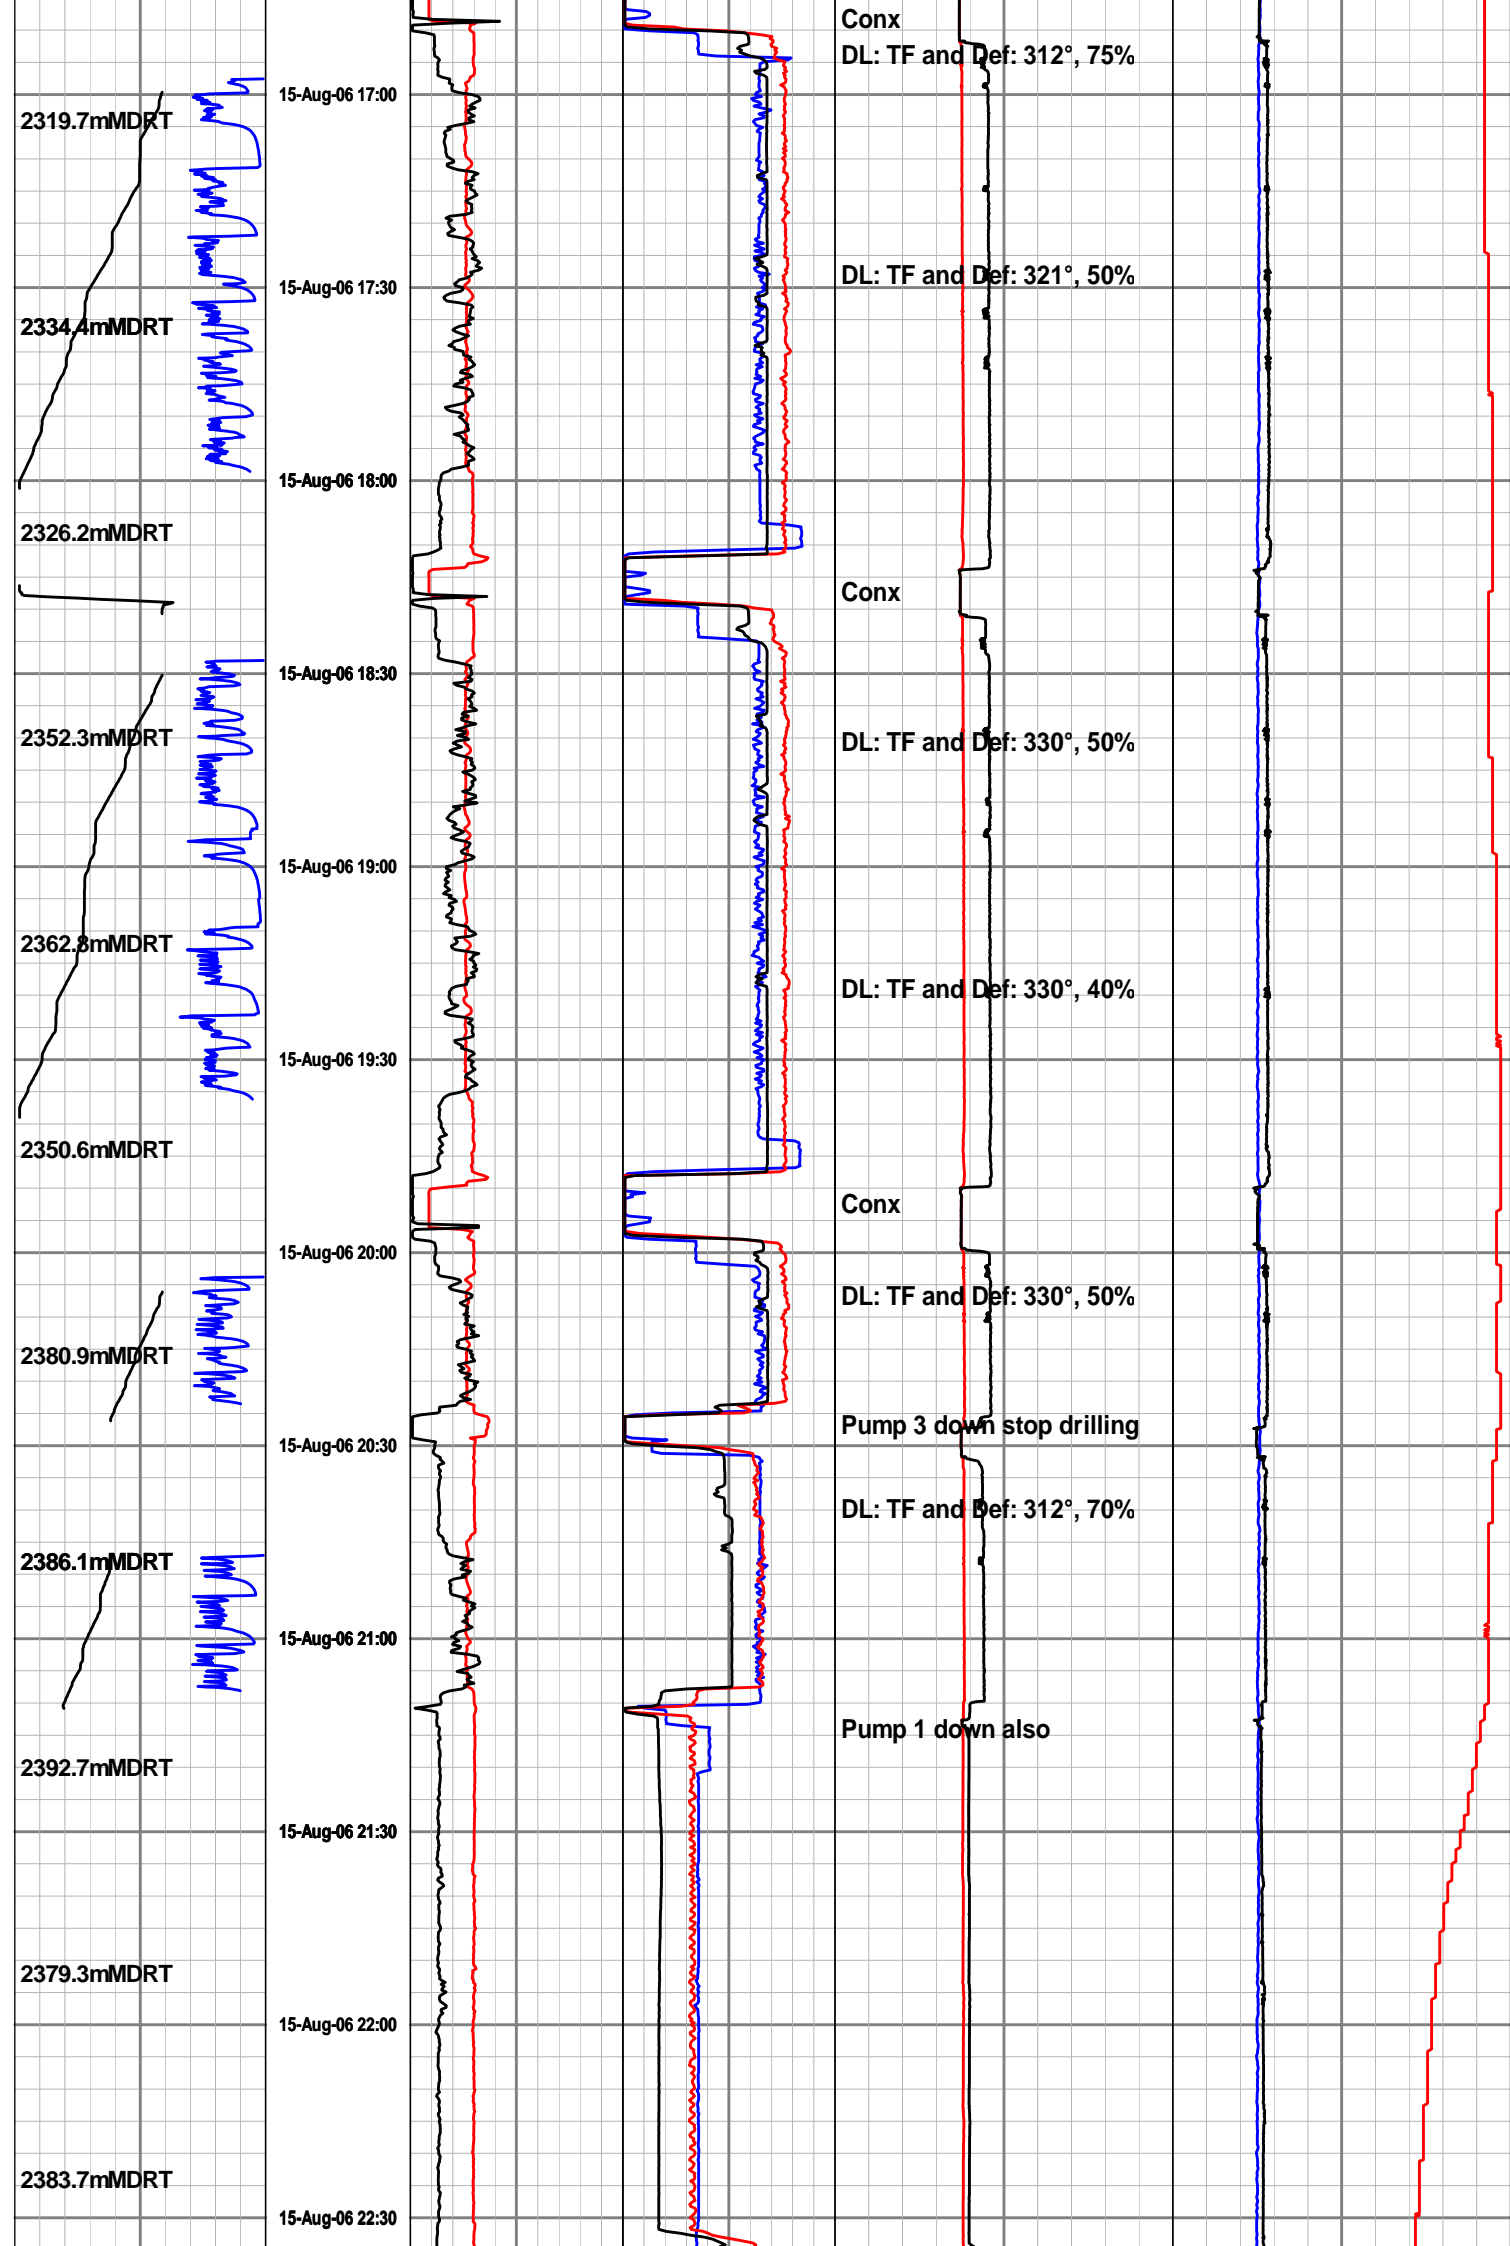 Conx
DL: TF and Def: 312°, 75%
15-Aug-06 17:00
2319.7mMDRT
DL: TF and Def: 321°, 50%
15-Aug-06 17:30
2334.4mMDRT
15-Aug-06 18:00
2326.2mMDRT
Conx
15-Aug-06 18:30
2352.3mMDRT
DL: TF and Def: 330°, 50%
15-Aug-06 19:00
2362.8mMDRT
DL: TF and Def: 330°, 40%
15-Aug-06 19:30
2350.6mMDRT
Conx
15-Aug-06 20:00
DL: TF and Def: 330°, 50%
2380.9mMDRT
Pump 3 down stop drilling
15-Aug-06 20:30
DL: TF and Def: 312°, 70%
2386.1mMDRT
15-Aug-06 21:00
Pump 1 down also
2392.7mMDRT
15-Aug-06 21:30
2379.3mMDRT
15-Aug-06 22:00
2383.7mMDRT
15-Aug-06 22:30